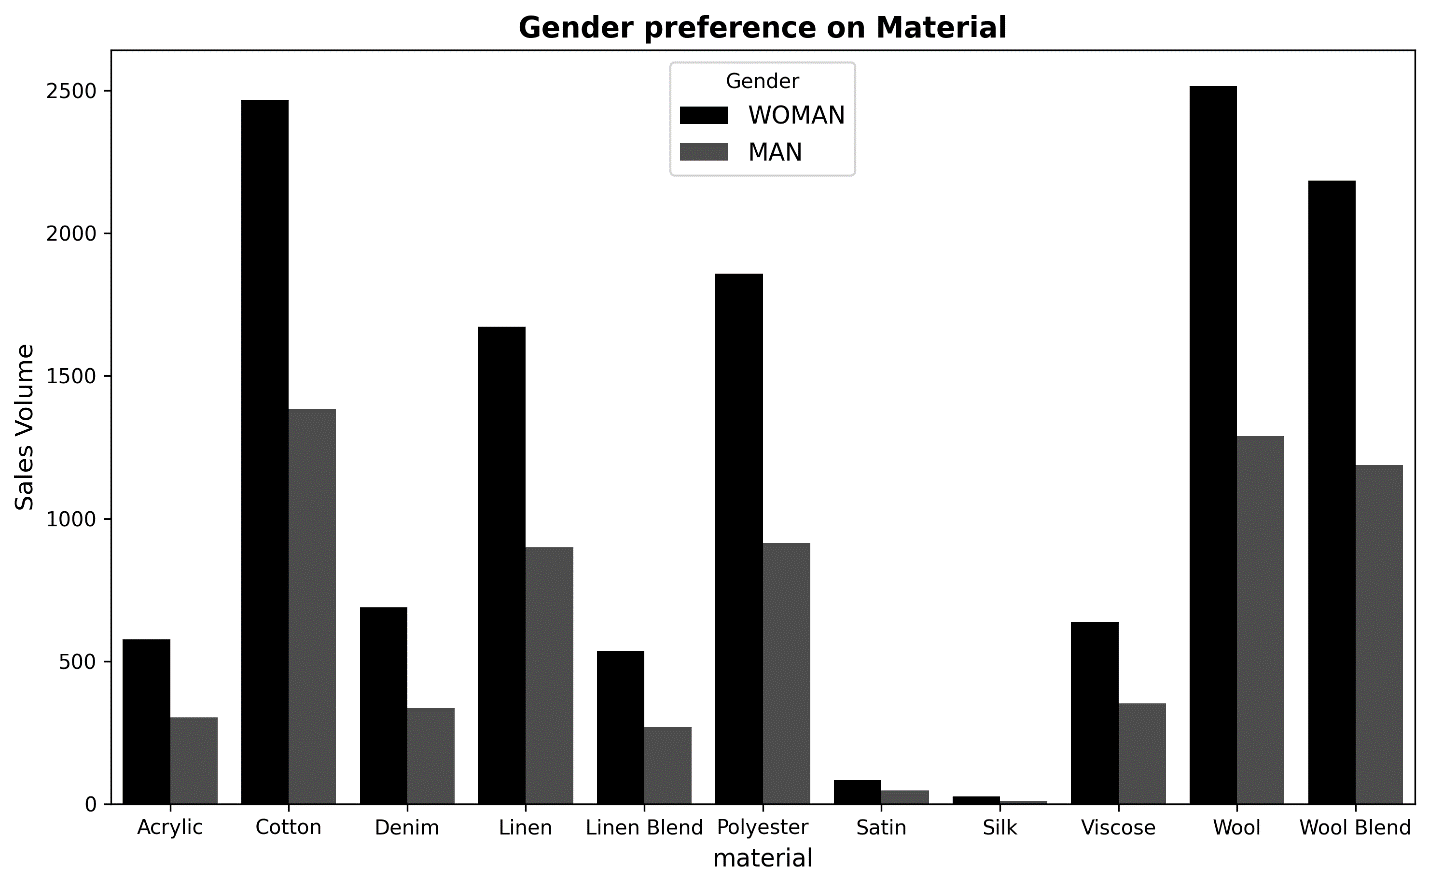 Gender preference on Material
Gender
WOMAN
MAN
Sales Volume
2500
2000
1500
1000
500
0
Acrylic Cotton Denim Linen Linen Blend Polyester Satin Silk Viscose Wool Wool Blend
material